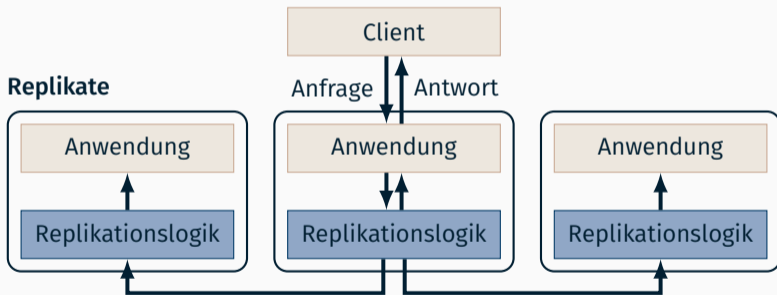 Client
Replikate
Anfrage Antwort
Anwendung Anwendung Anwendung
Replikationslogik Replikationslogik Replikationslogik